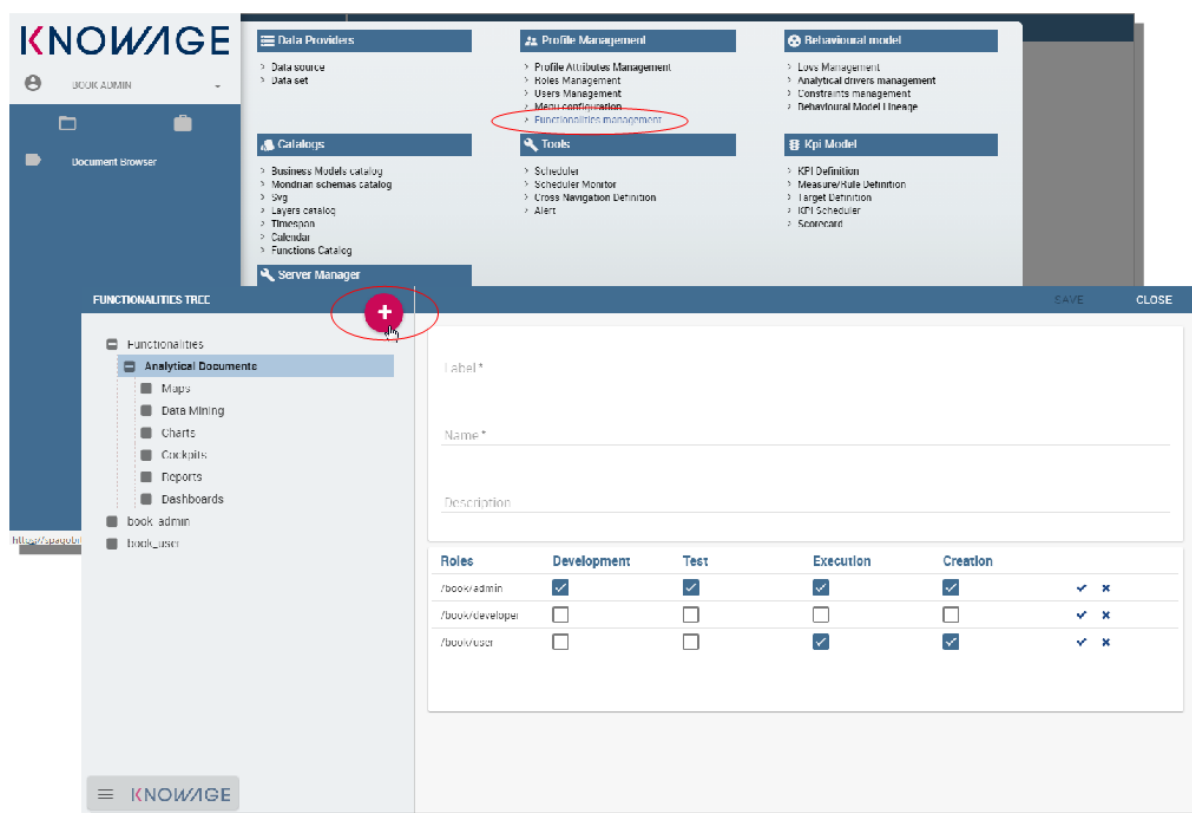 KNOWAGE
BOOK ADMIN
Document Browser
Data Providers
> Data source
> Data set
Profile Management
> Profile Attributes Management
> Roles Management
> Users Management
> Menu configuration
> Functionalities management
Behavioural model
> Lovs Management
> Analytical drivers management
> Constraints management
> Behavioural Model Lineage
Catalogs
> Business Models catalog
> Mondrian schemas catalog
> Svg
> Layers catalog
> Timespan
> Calendar
> Functions Catalog
Tools
> Scheduler
> Scheduler Monitor
> Cross Navigation Definition
> Alert
Kpi Model
> KPI Definition
> Measure/Rule Definition
> Target Definition
> KPI Scheduler
> Scorecard
Server Manager
FUNCTIONALITIES TREE
SAVE CLOSE
Functionalities
Analytical Documents
Maps
Data Mining
Charts
Cockpits
Reports
Dashboards
book_admin
book_user
Label *
Name *
Description
Roles Development Test Execution Creation
/book/admin
/book/developer
/book/user
KNOWAGE